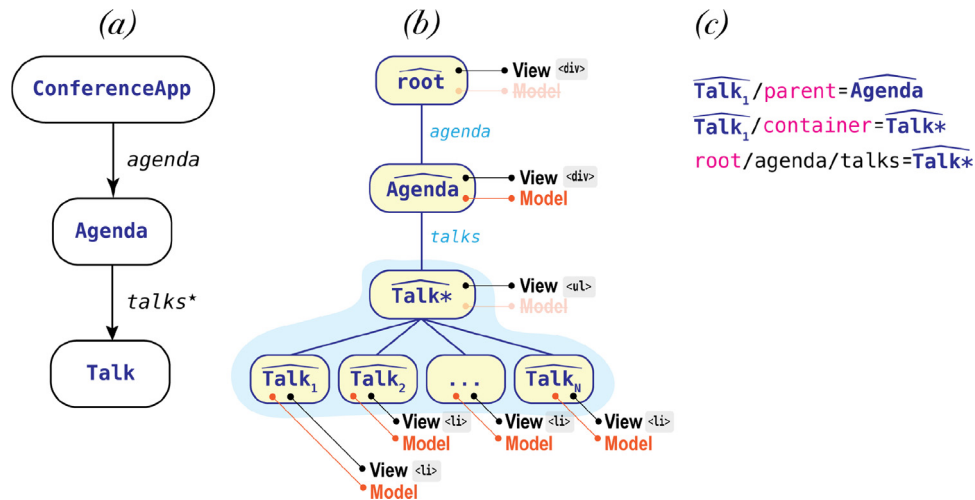 (a)
ConferenceApp
agenda
Agenda
talks*
Talk
(b)
root
View <div>
Model
agenda
Agenda
View <div>
Model
talks
Talk*
View <ul>
Model
Talk1
Talk2
...
TalkN
View <li>
Model
View <li>
Model
View <li>
Model
View <li>
Model
(c)
Talk1/parent=Agenda
Talk1/container=Talk*
root/agenda/talks=Talk*